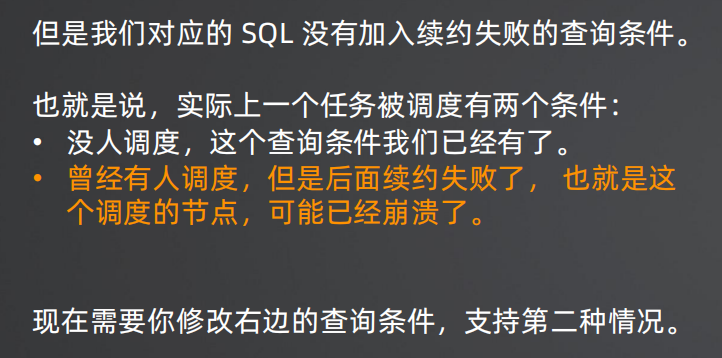 但是我们对应的 SQL 没有加入续约失败的查询条件。
也就是说，实际上一个任务被调度有两个条件：
• 没人调度，这个查询条件我们已经有了。
• 曾经有人调度，但是后面续约失败了， 也就是这
个调度的节点，可能已经崩溃了。
现在需要你修改右边的查询条件，支持第二种情况。